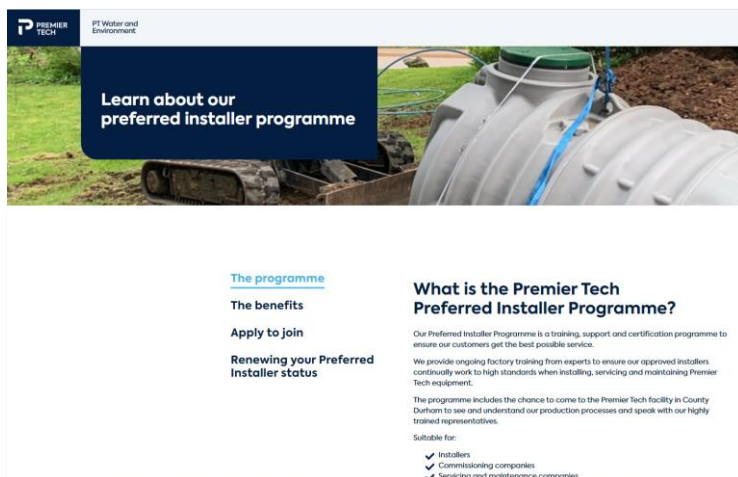 PREMIER
TECH
PT Water and
Environment
Learn about our
preferred installer programme
The programme
The benefits
Apply to join
Renewing your Preferred
Installer status
What is the Premier Tech
Preferred Installer Programme?
Our Preferred Installer Programme is a training, support and certification programme to
ensure our customers get the best possible service.
We provide ongoing factory training from experts to ensure our approved installers
continually work to high standards when installing, servicing and maintaining Premier
Tech equipment.
The programme includes the chance to come to the Premier Tech facility in County
Durham to see and understand our production processes and speak with our highly
trained representatives.
Suitable for:
Installers
Commissioning companies
Servicing and maintenance companies